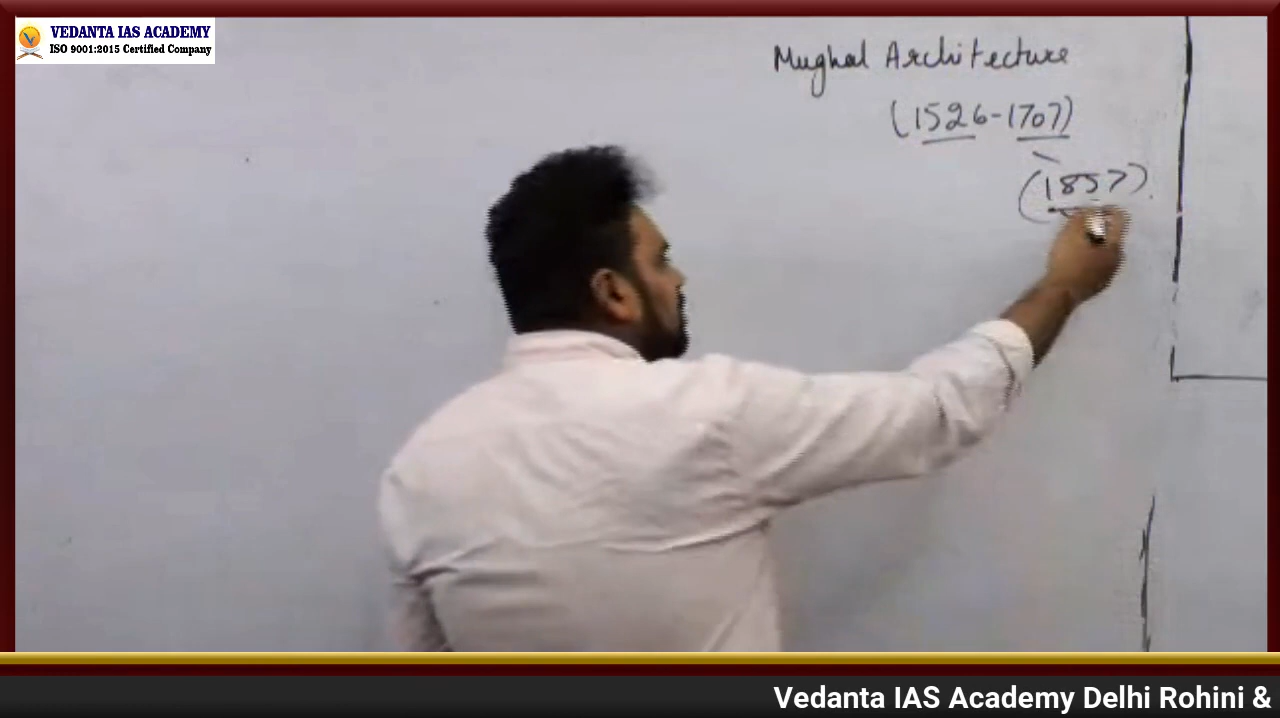 VEDANTA IAS ACADEMY
ISO 9001:2015 Certified Company
Mughal Architecture
(1526-1707)
(1857)
Vedanta IAS Academy Delhi Rohini &